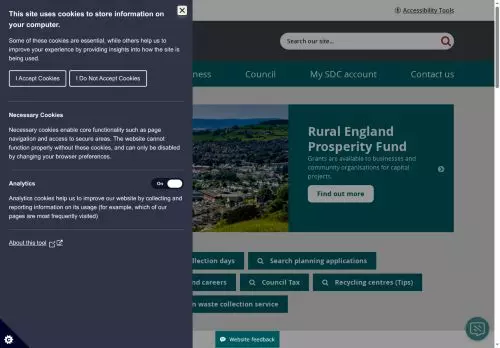 This site uses cookies to store information on
your computer.
Some of these cookies are essential, while others help us to
improve your experience by providing insights into how the site is
being used.
I Accept Cookies
I Do Not Accept Cookies
Necessary Cookies
Necessary cookies enable core functionality such as page
navigation and access to secure areas. The website cannot
function properly without these cookies, and can only be disabled
by changing your browser preferences.
Analytics
On
Analytics cookies help us to improve our website by collecting and
reporting information on its usage (for example, which of our
pages are most frequently visited)
About this tool
Accessibility Tools
Search our site...
Council
My SDC account
Contact us
Rural England
Prosperity Fund
Grants are available to businesses and
community organisations for capital
projects.
Find out more
days
Search planning applications
careers
Council Tax
Recycling centres (Tips)
waste collection service
Website feedback